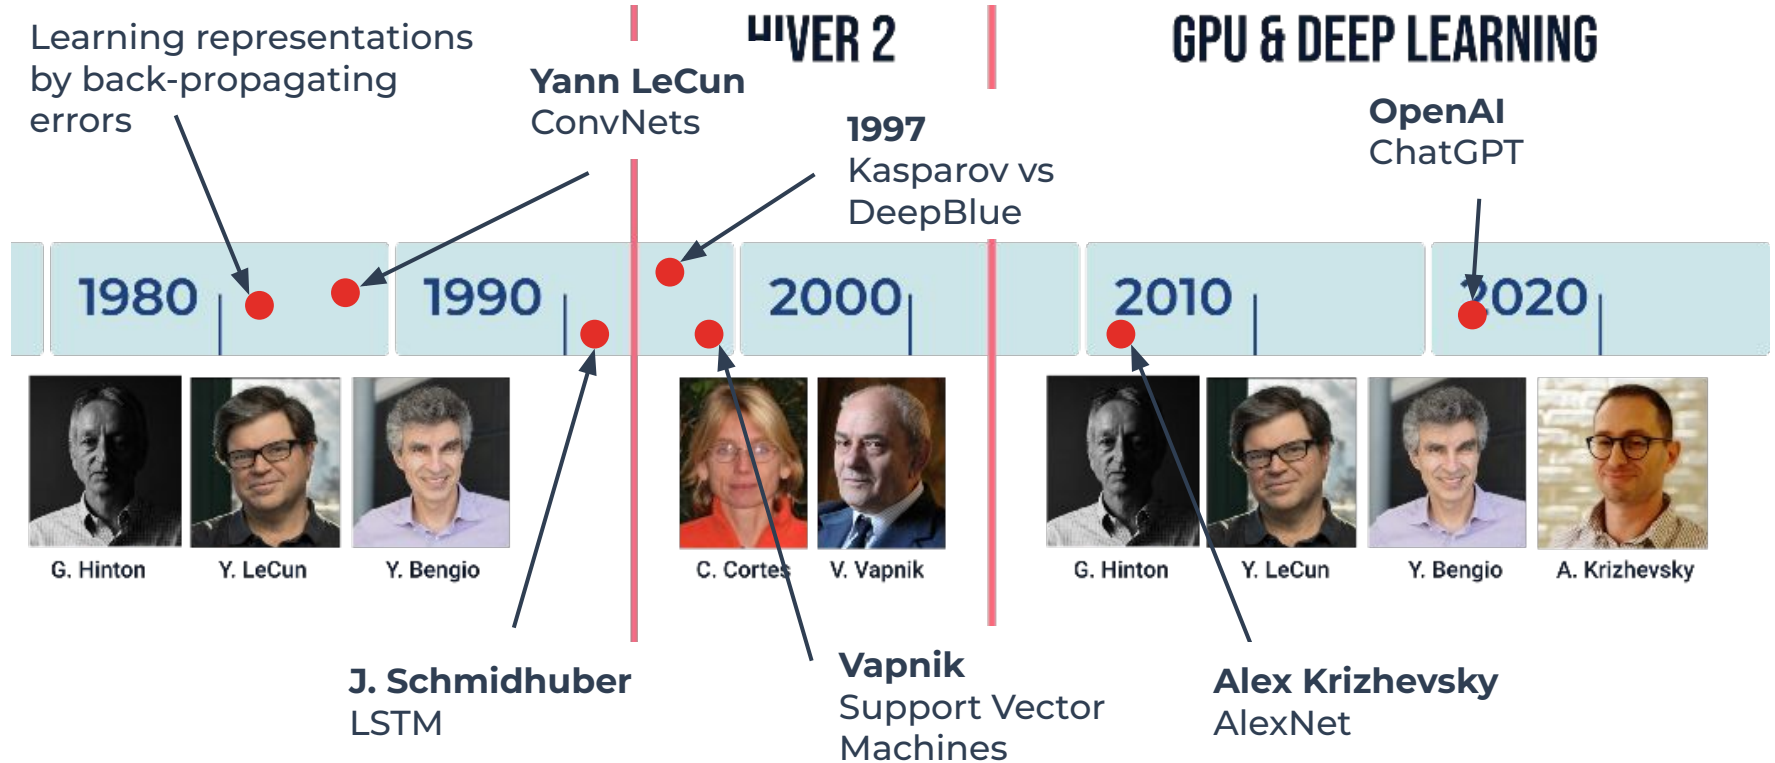 HIVER 2
GPU & DEEP LEARNING
Learning representations
by back-propagating
errors
Yann LeCun
ConvNets
1997
Kasparov vs
DeepBlue
OpenAI
ChatGPT
1980
1990
2000
2010
2020
G. Hinton
Y. LeCun
Y. Bengio
C. Cortes
V. Vapnik
G. Hinton
Y. LeCun
Y. Bengio
A. Krizhevsky
J. Schmidhuber
LSTM
Vapnik
Support Vector
Machines
Alex Krizhevsky
AlexNet